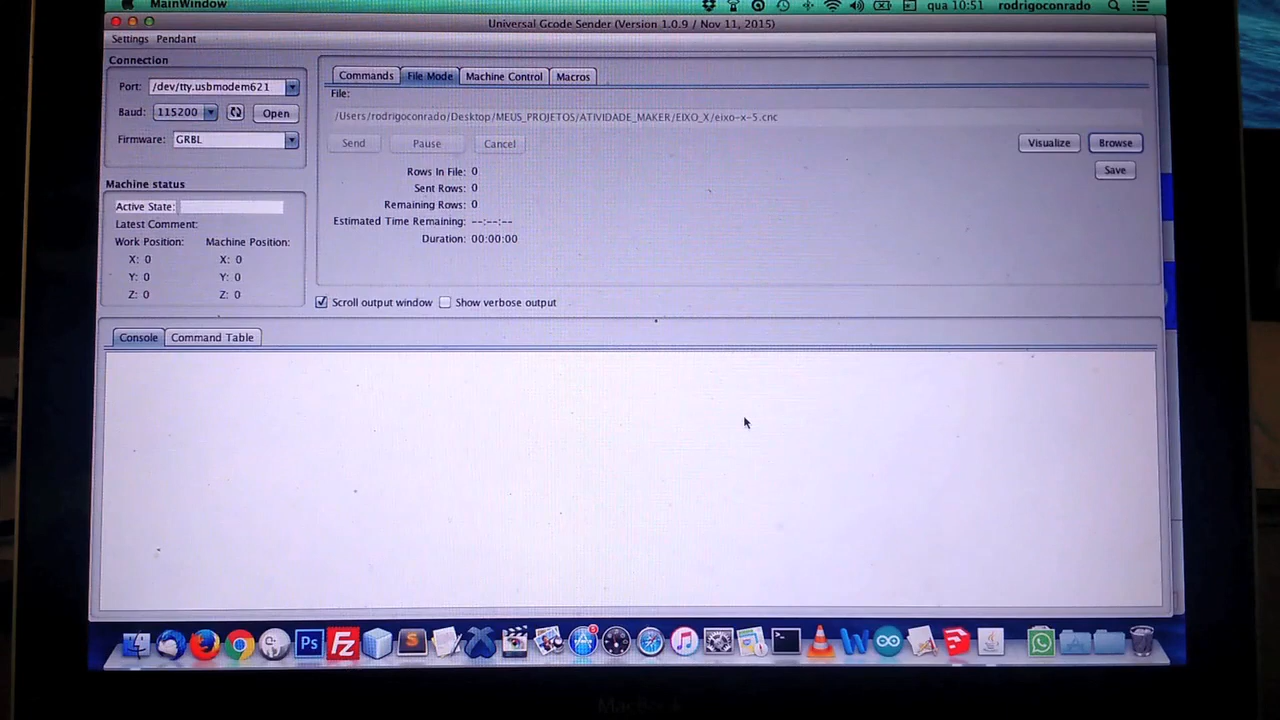 MainWindow
qua 10:51 rodrigoconrado
Universal Gcode Sender (Version 1.0.9 / Nov 11, 2015)
Settings Pendant
Connection
Port: /dev/tty.usbmodem621
Baud: 115200 Open
Firmware: GRBL
Machine status
Active State:
Latest Comment:
Work Position: Machine Position:
X: 0 X: 0
Y: 0 Y: 0
Z: 0 Z: 0
Commands File Mode Machine Control Macros
File:
/Users/rodrigoconrado/Desktop/MEUS_PROJETOS/ATIVIDADE_MAKER/EIXO_X/eixo-x-5.cnc
Send Pause Cancel Visualize Browse
Save
Rows In File: 0
Sent Rows: 0
Remaining Rows: 0
Estimated Time Remaining: --:--:--
Duration: 00:00:00
Scroll output window Show verbose output
Console Command Table
Ps Fz S W
MacBook